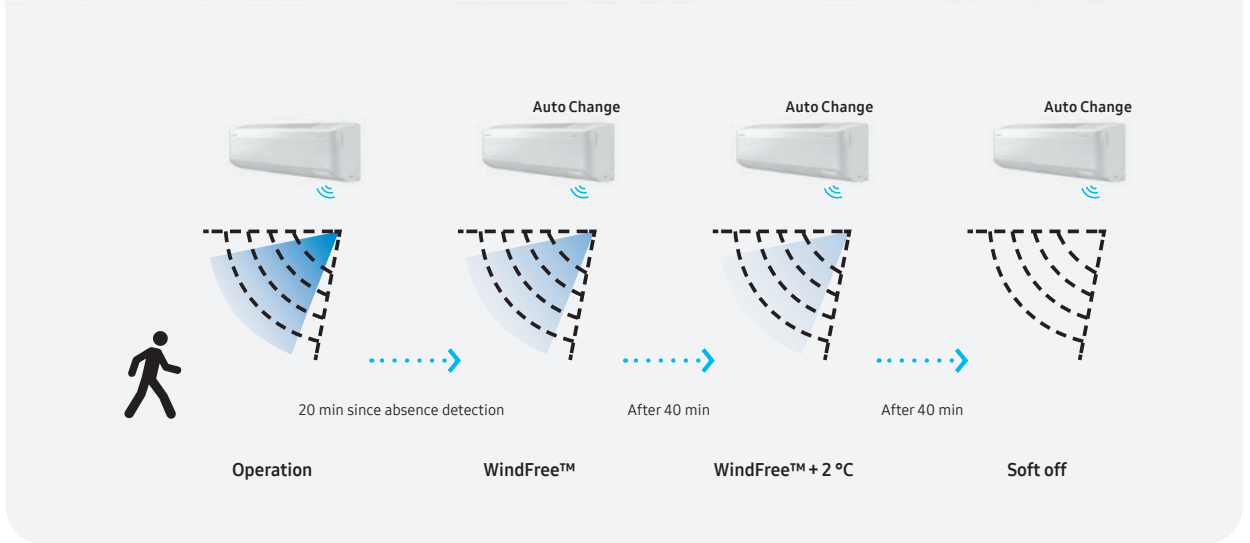 Auto Change
Auto Change
Auto Change
20 min since absence detection
After 40 min
After 40 min
Operation
WindFree™
WindFree™ + 2 °C
Soft off